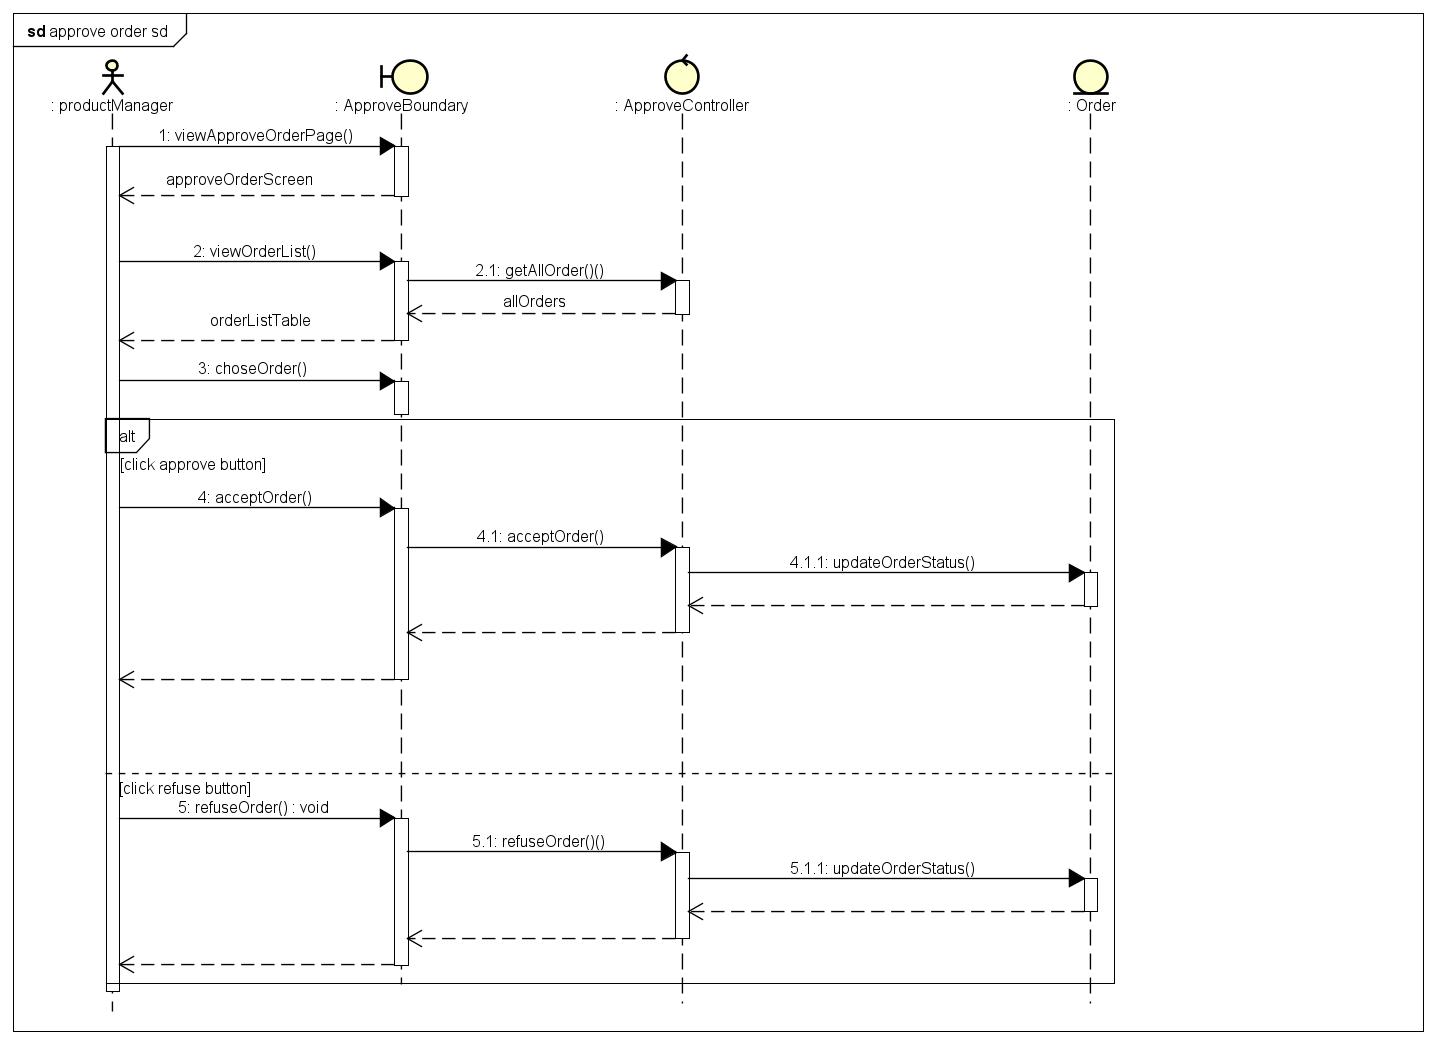 sd approve order sd
: productManager
: ApproveBoundary
: ApproveController
: Order
1: viewApproveOrderPage()
approveOrderScreen
2: viewOrderList()
2.1: getAllOrder()()
allOrders
orderListTable
3: choseOrder()
alt
[click approve button]
4: acceptOrder()
4.1: acceptOrder()
4.1.1: updateOrderStatus()
[click refuse button]
5: refuseOrder() : void
5.1: refuseOrder()()
5.1.1: updateOrderStatus()